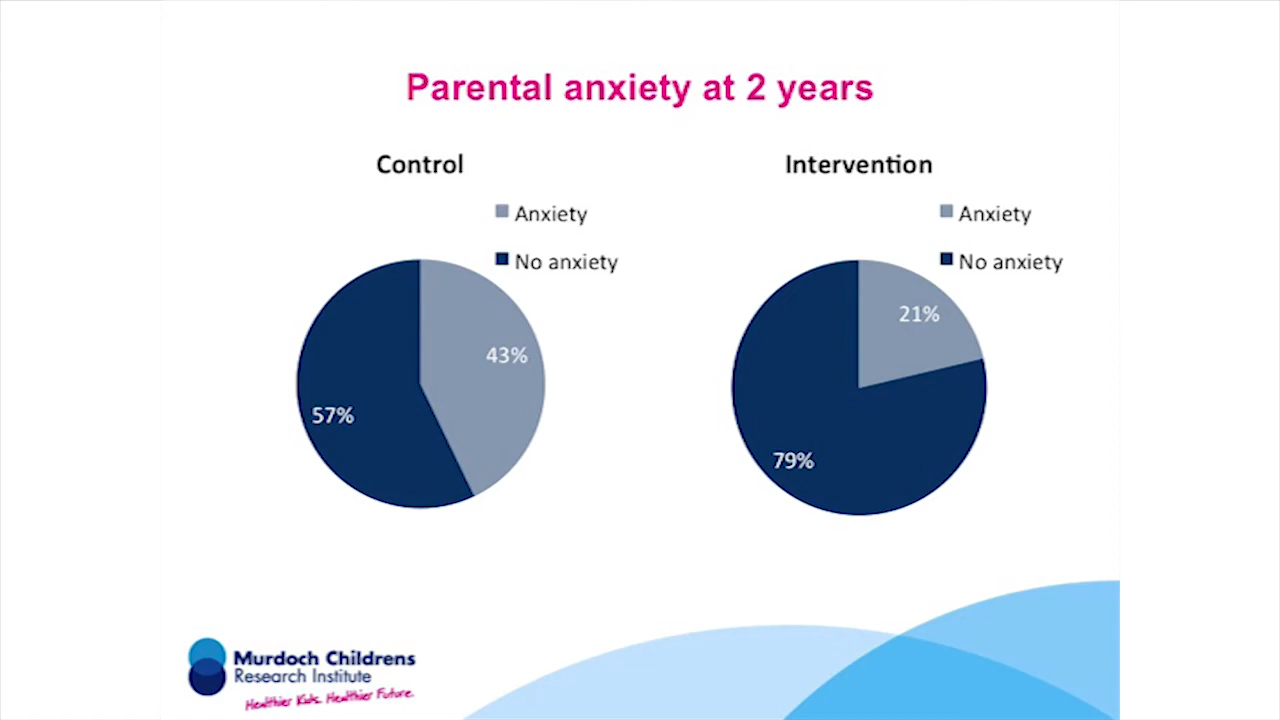 Parental anxiety at 2 years
Control
Anxiety
No anxiety
43%
57%
Intervention
Anxiety
No anxiety
21%
79%
Murdoch Childrens
Research Institute
Healthier Kids. Healthier Future.